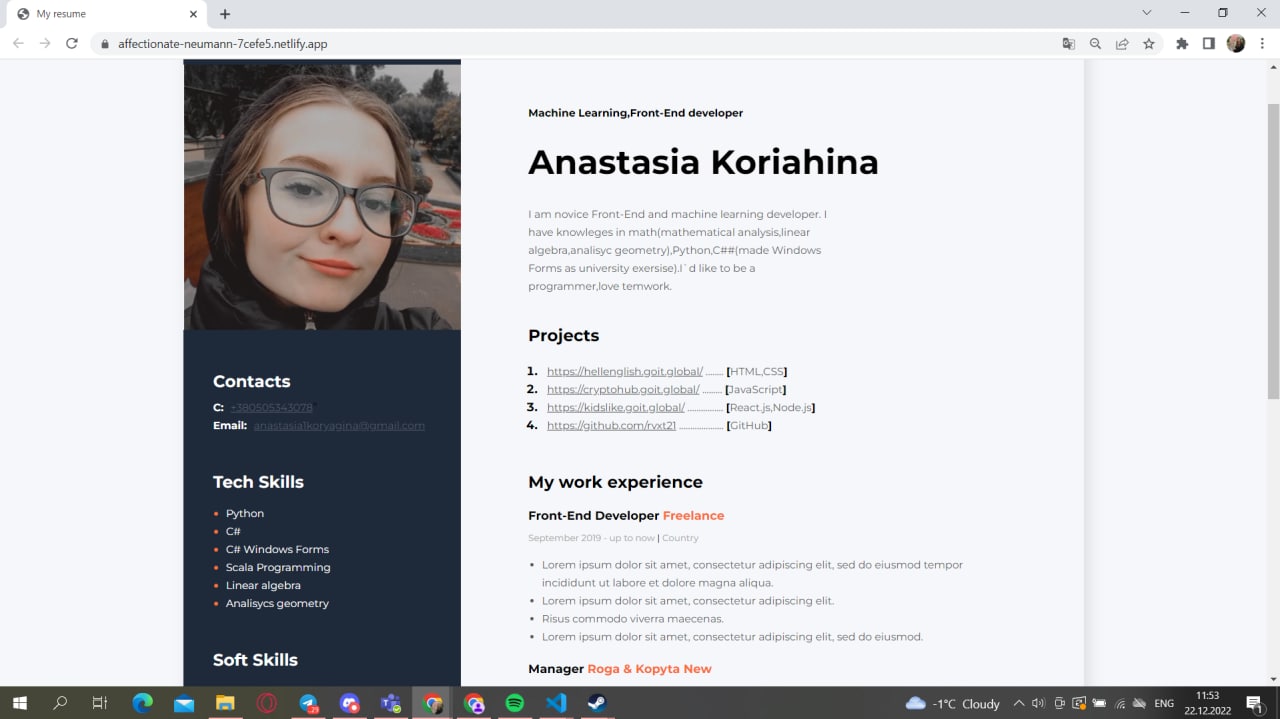 My resume
affectionate-neumann-7cefe5.netlify.app
Machine Learning,Front-End developer
Anastasia Koriahina
I am novice Front-End and machine learning developer. I
have knowleges in math(mathematical analysis,linear
algebra,analisyc geometry),Python,C##(made Windows
Forms as university exersise).I`d like to be a
programmer,love temwork.
Projects
1. https://hellenglish.goit.global/ ........ [HTML,CSS]
2. https://cryptohub.goit.global/ ......... [JavaScript]
3. https://kidslike.goit.global/ ................ [React.js,Node.js]
4. https://github.com/rvxt21 .................... [GitHub]
Contacts
C: +380505343078
Email: anastasia1koryagina@gmail.com
Tech Skills
Python
C#
C# Windows Forms
Scala Programming
Linear algebra
Analisycs geometry
Soft Skills
My work experience
Front-End Developer Freelance
September 2019 - up to now | Country
Lorem ipsum dolor sit amet, consectetur adipiscing elit, sed do eiusmod tempor
incididunt ut labore et dolore magna aliqua.
Lorem ipsum dolor sit amet, consectetur adipiscing elit.
Risus commodo viverra maecenas.
Lorem ipsum dolor sit amet, consectetur adipiscing elit, sed do eiusmod.
Manager Roga & Kopyta New
-1°C Cloudy
ENG
11:53
22.12.2022